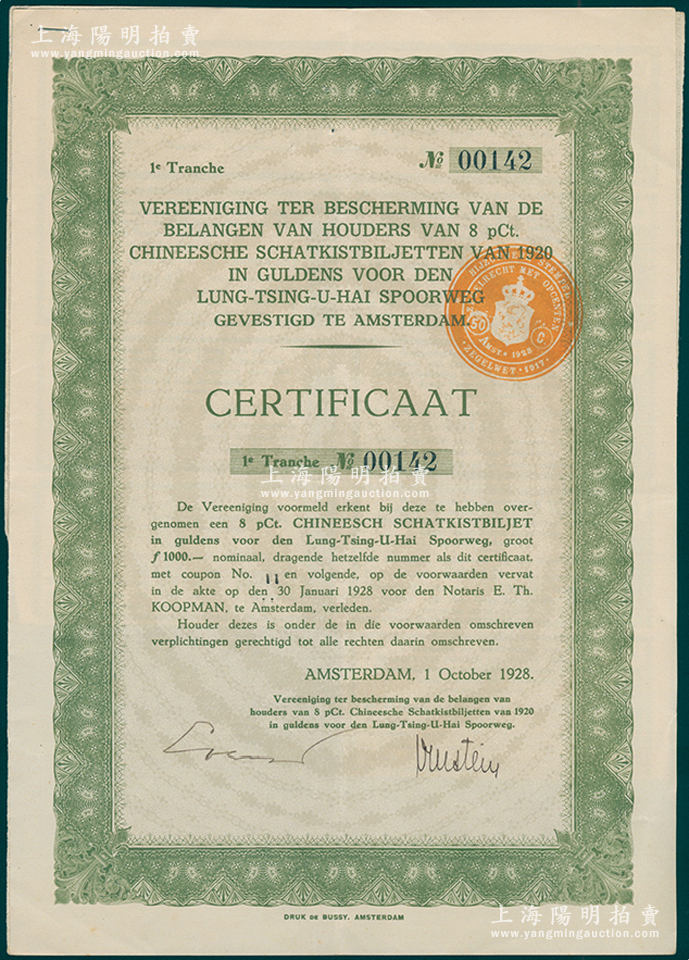 上海陽明拍賣
www.yangmingauction.com
1e Tranche
No 00142
VEREENIGING TER BESCHERMING VAN DE
BELANGEN VAN HOUDERS VAN 8 pCt.
CHINEESCHE SCHATKISTBILJETTEN VAN 1920
IN GULDENS VOOR DEN
LUNG-TSING-U-HAI SPOORWEG
GEVESTIGD TE AMSTERDAM.
RECHT MET OPCENTEN
50 C
AMST. 1928
ZEGELWET 1917
CERTIFICAAT
1e Tranche No 00142
上海陽明拍賣
www.yangmingauction.com
De Vereeniging voormeld erkent bij deze te hebben over-
genomen een 8 pCt. CHINEESCH SCHATKISTBILJET
in guldens voor den Lung-Tsing-U-Hai Spoorweg, groot
f 1000.— nominaal, dragende hetzelfde nummer als dit certificaat,
met coupon No. 11 en volgende, op de voorwaarden vervat
in de akte op den 30 Januari 1928 voor den Notaris E. Th.
KOOPMAN, te Amsterdam, verleden.
Houder dezes is onder de in die voorwaarden omschreven
verplichtingen gerechtigd tot alle rechten daarin omschreven.
AMSTERDAM, 1 October 1928.
Vereeniging ter bescherming van de belangen van
houders van 8 pCt. Chineesche Schatkistbiljetten van 1920
in guldens voor den Lung-Tsing-U-Hai Spoorweg.
DRUK DE BUSSY. AMSTERDAM
上海陽明拍賣
www.yangmingauction.com